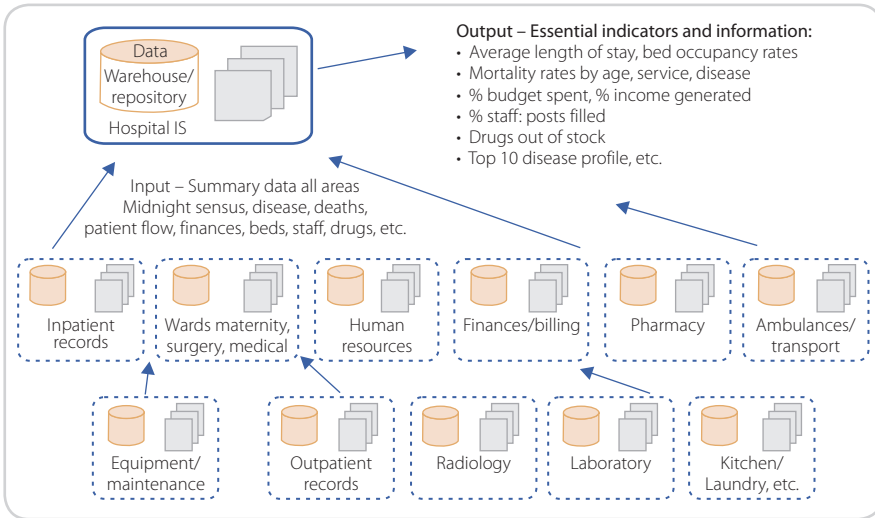 Data
Warehouse/
repository
Hospital IS
Output – Essential indicators and information:
• Average length of stay, bed occupancy rates
• Mortality rates by age, service, disease
• % budget spent, % income generated
• % staff: posts filled
• Drugs out of stock
• Top 10 disease profile, etc.
Input – Summary data all areas
Midnight sensus, disease, deaths,
patient flow, finances, beds, staff, drugs, etc.
Inpatient
records
Wards maternity,
surgery, medical
Human
resources
Finances/billing
Pharmacy
Ambulances/
transport
Equipment/
maintenance
Outpatient
records
Radiology
Laboratory
Kitchen/
Laundry, etc.